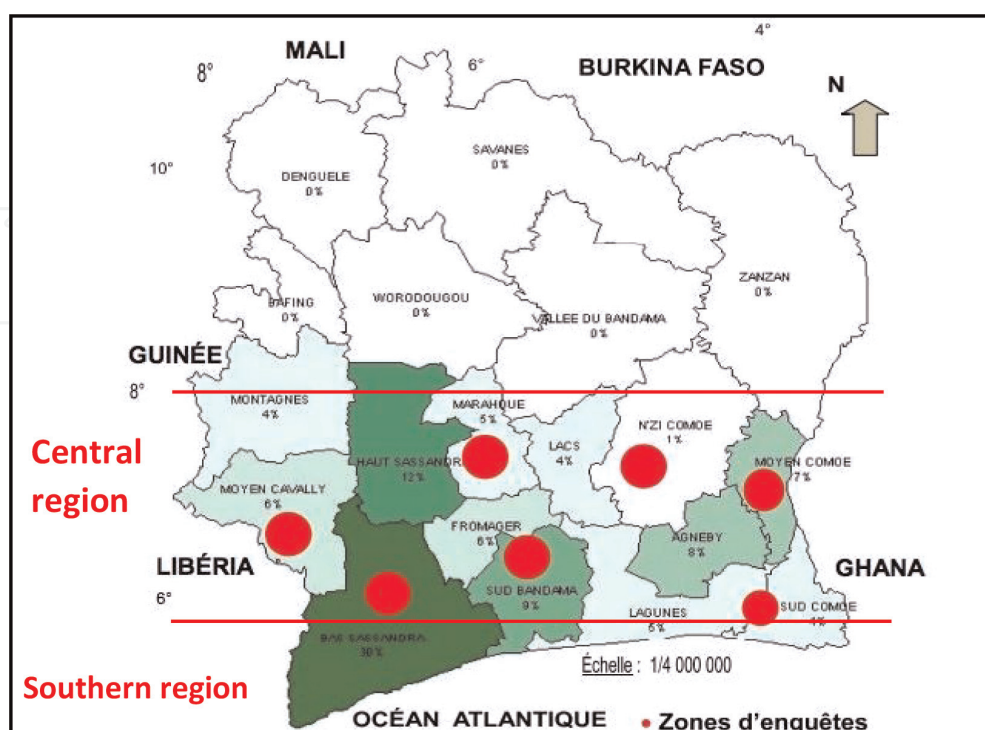 MALI
4°
8°
6°
BURKINA FASO
N
SAVANES
0%
10°
DENGUELE
0%
ZANZAN
0%
BAFING
0%
WORODOUGOU
0%
VALLEE DU BANDAMA
0%
GUINÉE
8°
MONTAGNES
4%
MARAHOUE
5%
N'ZI COMOE
1%
LACS
4%
Central
region
HAUT SASSANDRA
12%
MOYEN COMOE
7%
MOYEN CAVALLY
6%
FROMAGER
6%
AGNEBY
8%
LIBÉRIA
SUD BANDAMA
9%
GHANA
6°
LAGUNES
5%
SUD COMOE
BAS SASSANDRA
Échelle : 1/4 000 000
Southern region
OCÉAN ATLANTIQUE
• Zones d'enquêtes